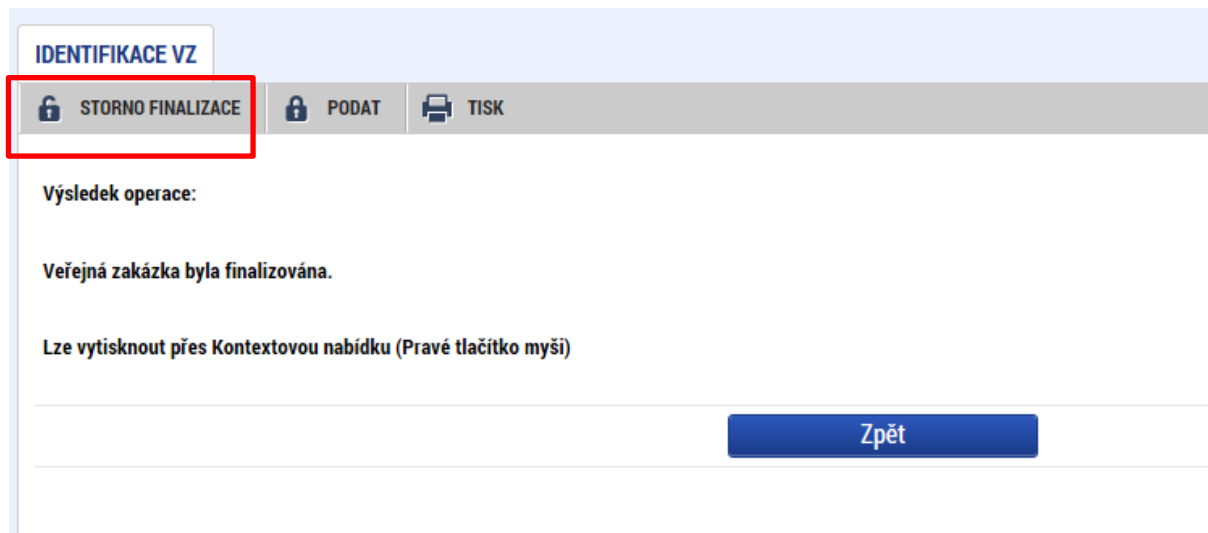 IDENTIFIKACE VZ
STORNO FINALIZACE PODAT TISK
Výsledek operace:
Veřejná zakázka byla finalizována.
Lze vytisknout přes Kontextovou nabídku (Pravé tlačítko myši)
Zpět